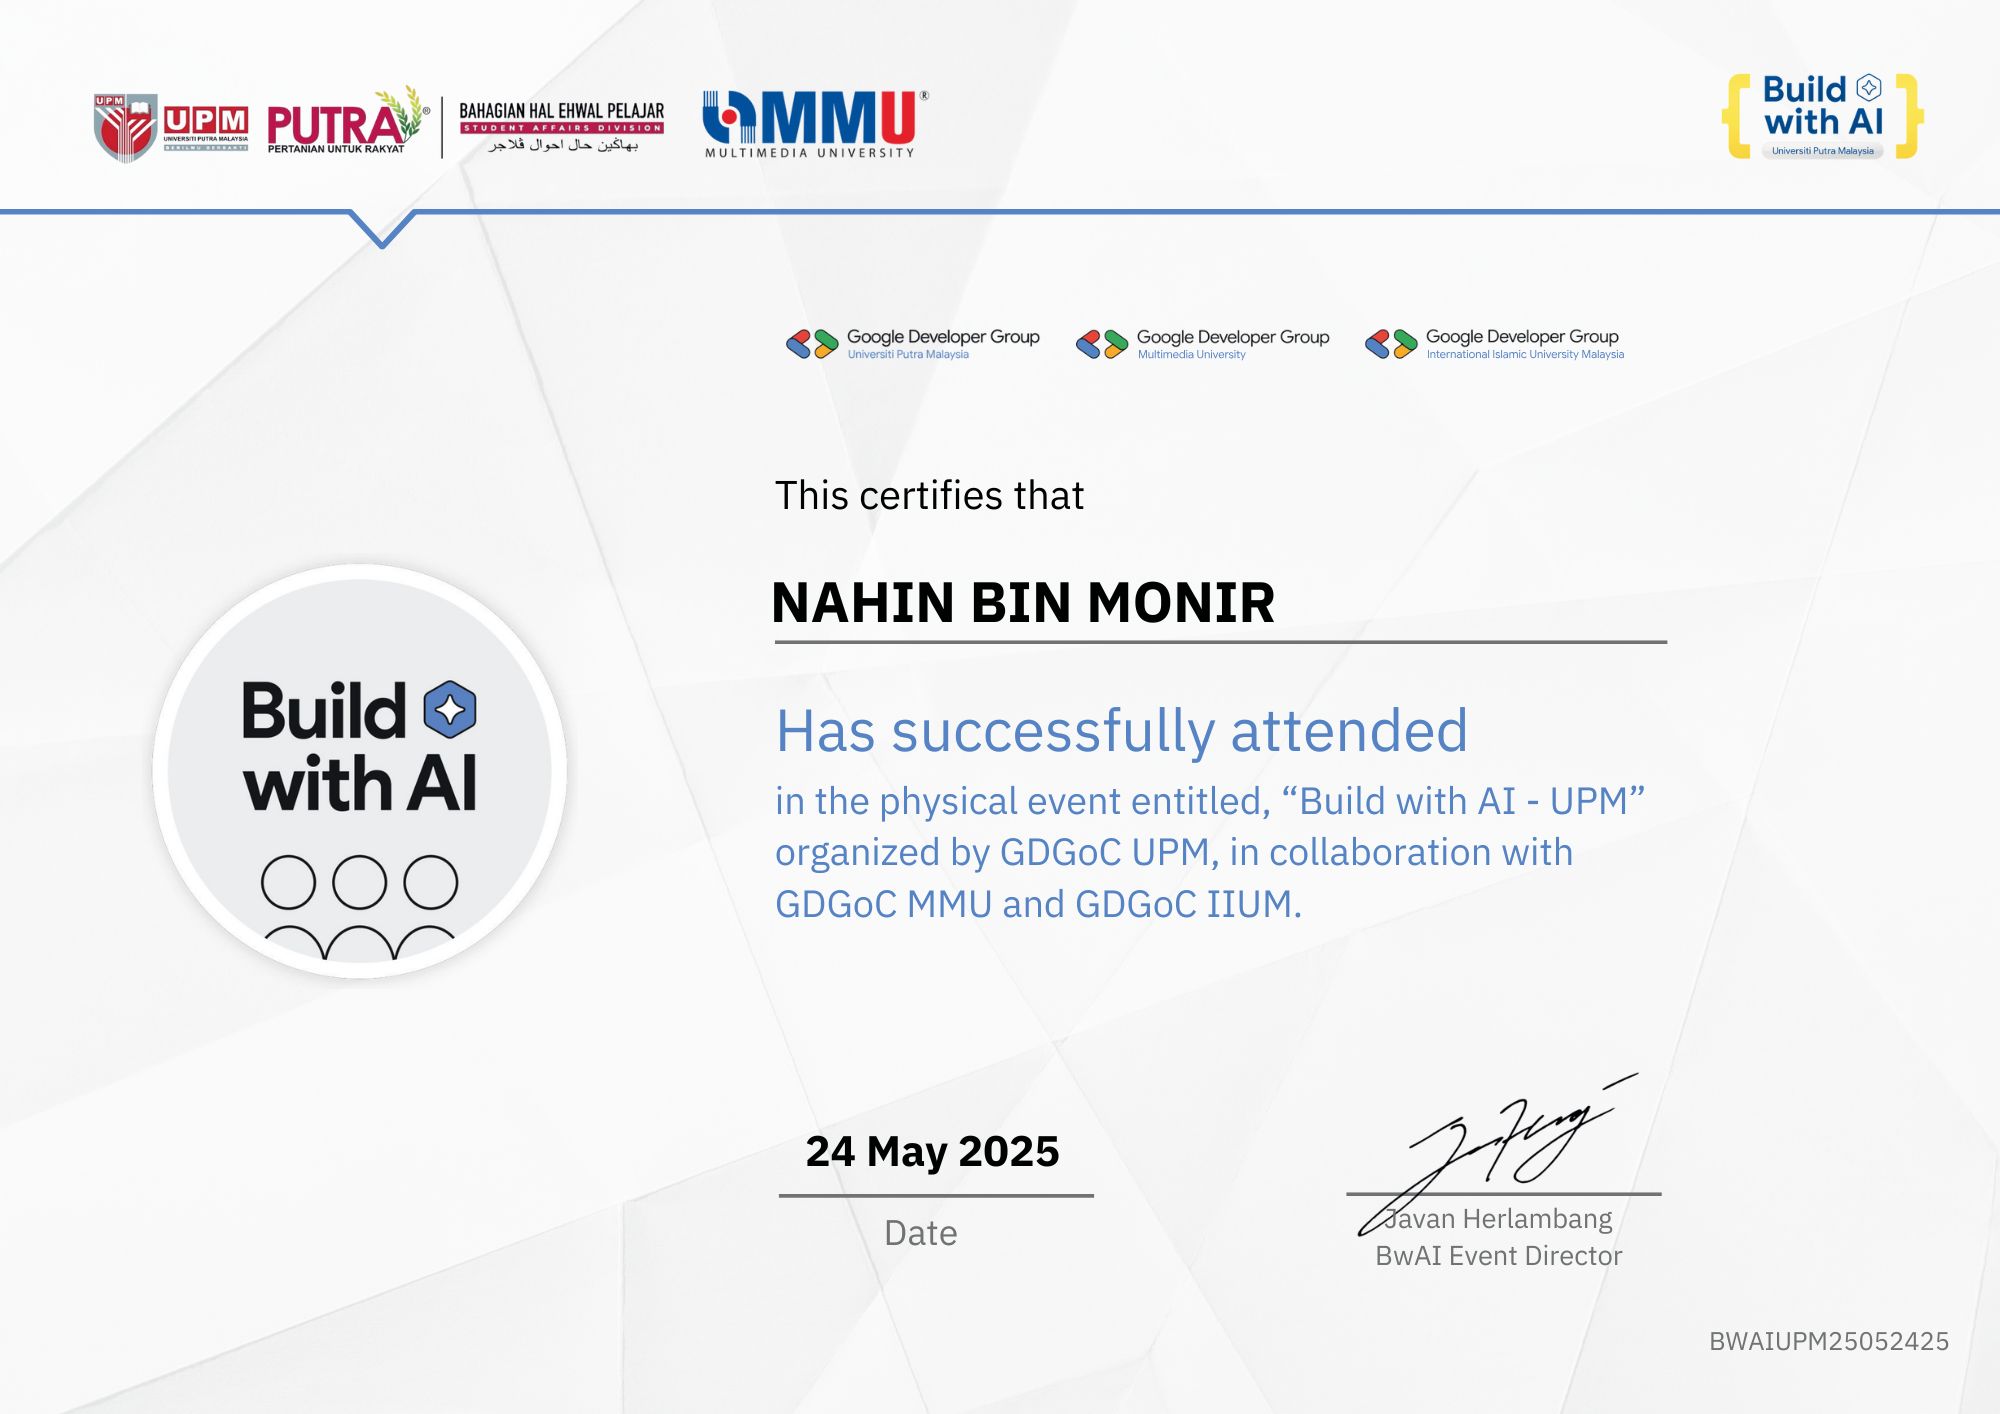 UPM
UPM
UNIVERSITI PUTRA MALAYSIA
BERILMU BERBAKTI
PUTRA
PERTANIAN UNTUK RAKYAT
®
BAHAGIAN HAL EHWAL PELAJAR
STUDENT AFFAIRS DIVISION
بهاڬين حال احوال ڤلاجر
MMU®
MULTIMEDIA UNIVERSITY
Build
with AI
Universiti Putra Malaysia
Google Developer Group
Universiti Putra Malaysia
Google Developer Group
Multimedia University
Google Developer Group
International Islamic University Malaysia
This certifies that
NAHIN BIN MONIR
Build
with AI
Has successfully attended
in the physical event entitled, “Build with AI - UPM”
organized by GDGoC UPM, in collaboration with
GDGoC MMU and GDGoC IIUM.
24 May 2025
Date
Javan Herlambang
BwAI Event Director
BWAIUPM25052425